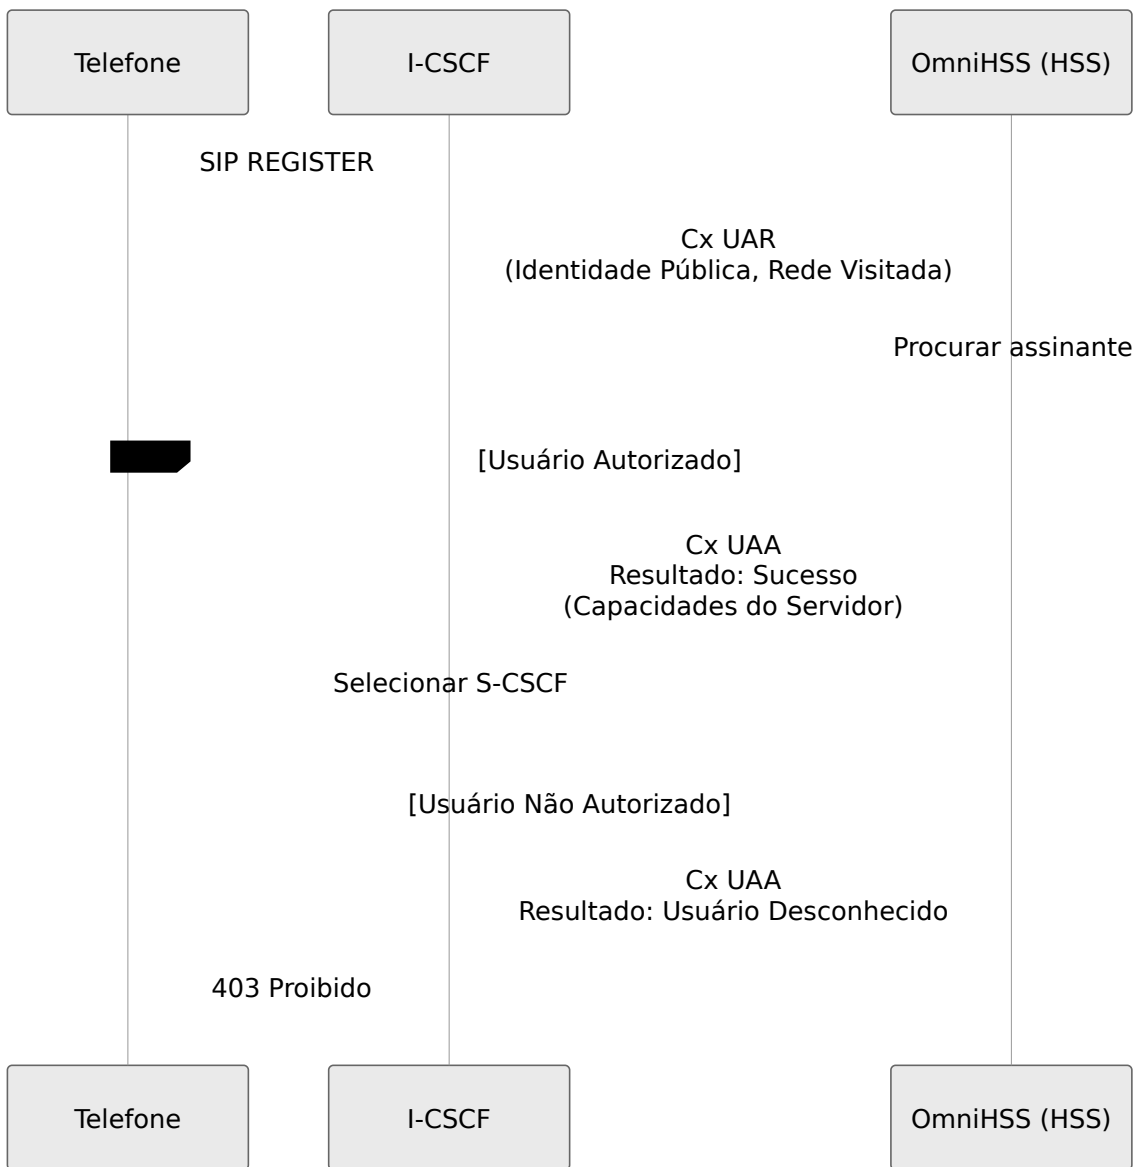 Telefone
I-CSCF
OmniHSS (HSS)
SIP REGISTER
Cx UAR
(Identidade Pública, Rede Visitada)
Procurar assinante
[Usuário Autorizado]
Cx UAA
Resultado: Sucesso
(Capacidades do Servidor)
Selecionar S-CSCF
[Usuário Não Autorizado]
Cx UAA
Resultado: Usuário Desconhecido
403 Proibido
Telefone
I-CSCF
OmniHSS (HSS)